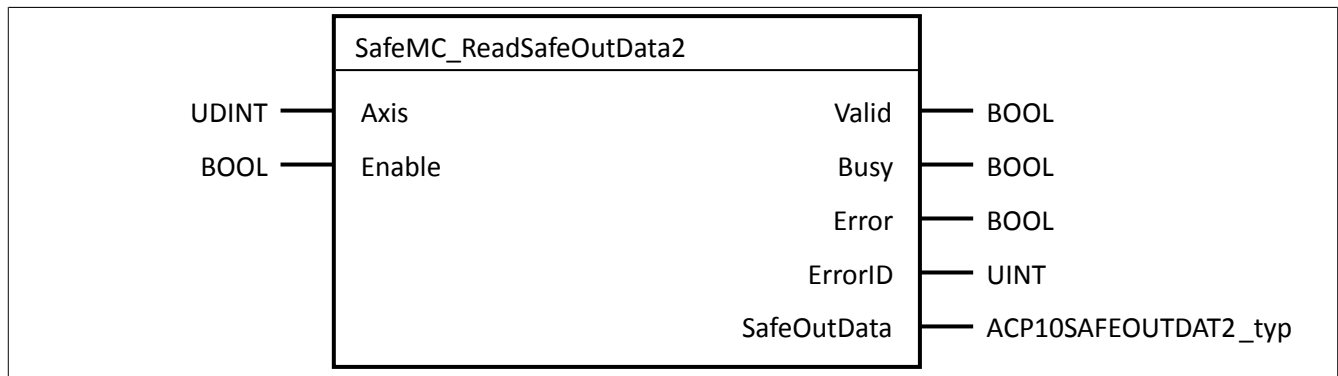 SafeMC_ReadSafeOutData2
UDINT Axis Valid BOOL
BOOL Enable Busy BOOL
Error BOOL
ErrorID UINT
SafeOutData ACP10SAFEOUTDAT2_typ